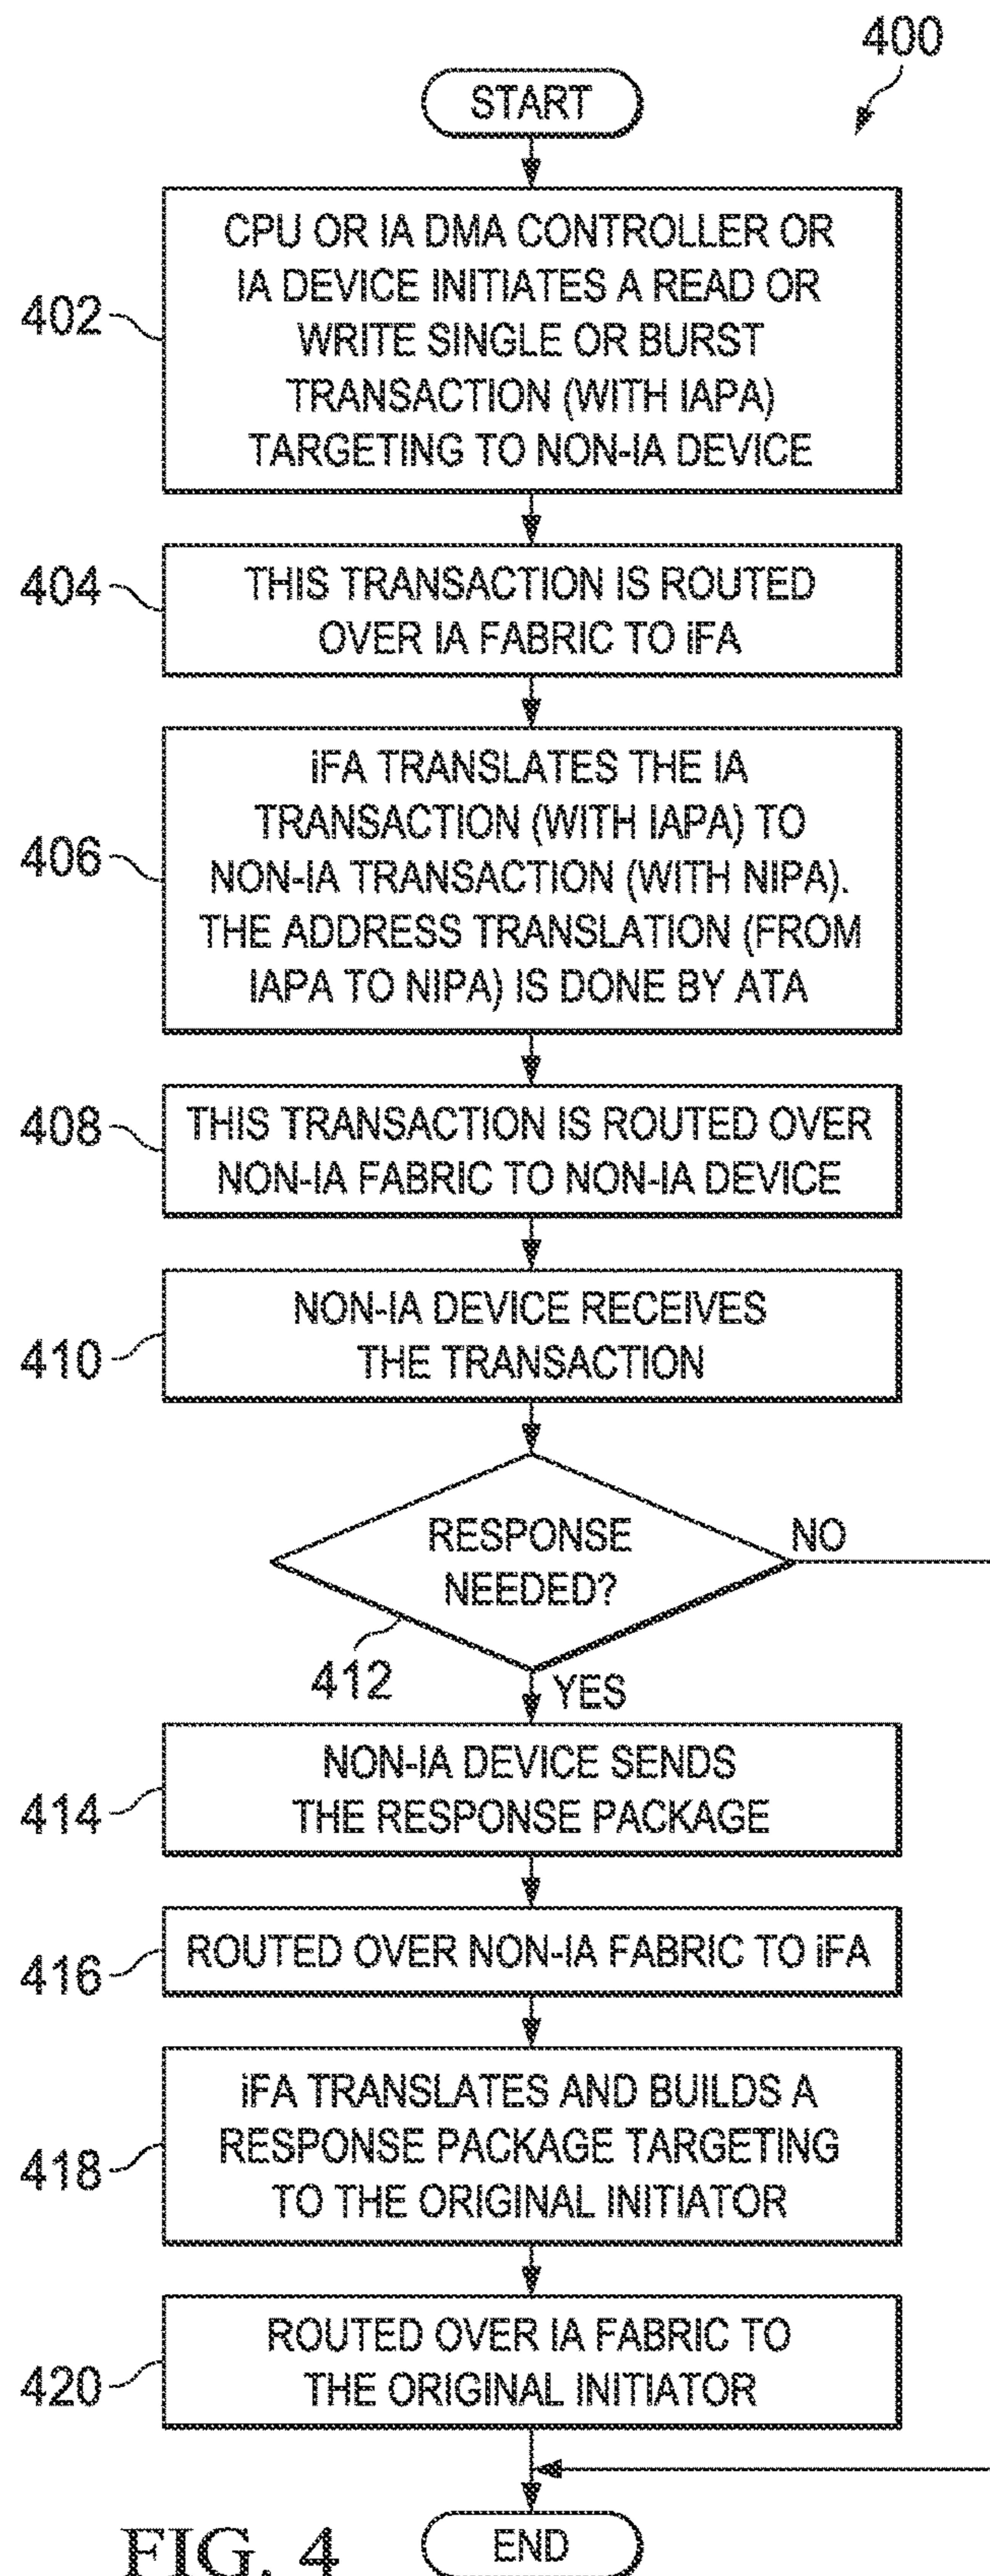 400
START
CPU OR IA DMA CONTROLLER OR
IA DEVICE INITIATES A READ OR
WRITE SINGLE OR BURST
TRANSACTION (WITH IAPA)
TARGETING TO NON-IA DEVICE
402
THIS TRANSACTION IS ROUTED
OVER IA FABRIC TO iFA
404
iFA TRANSLATES THE IA
TRANSACTION (WITH IAPA) TO
NON-IA TRANSACTION (WITH NIPA).
THE ADDRESS TRANSLATION (FROM
IAPA TO NIPA) IS DONE BY ATA
406
THIS TRANSACTION IS ROUTED OVER
NON-IA FABRIC TO NON-IA DEVICE
408
NON-IA DEVICE RECEIVES
THE TRANSACTION
410
RESPONSE
NEEDED?
NO
412
YES
NON-IA DEVICE SENDS
THE RESPONSE PACKAGE
414
ROUTED OVER NON-IA FABRIC TO iFA
416
iFA TRANSLATES AND BUILDS A
RESPONSE PACKAGE TARGETING
TO THE ORIGINAL INITIATOR
418
ROUTED OVER IA FABRIC TO
THE ORIGINAL INITIATOR
420
END
FIG. 4